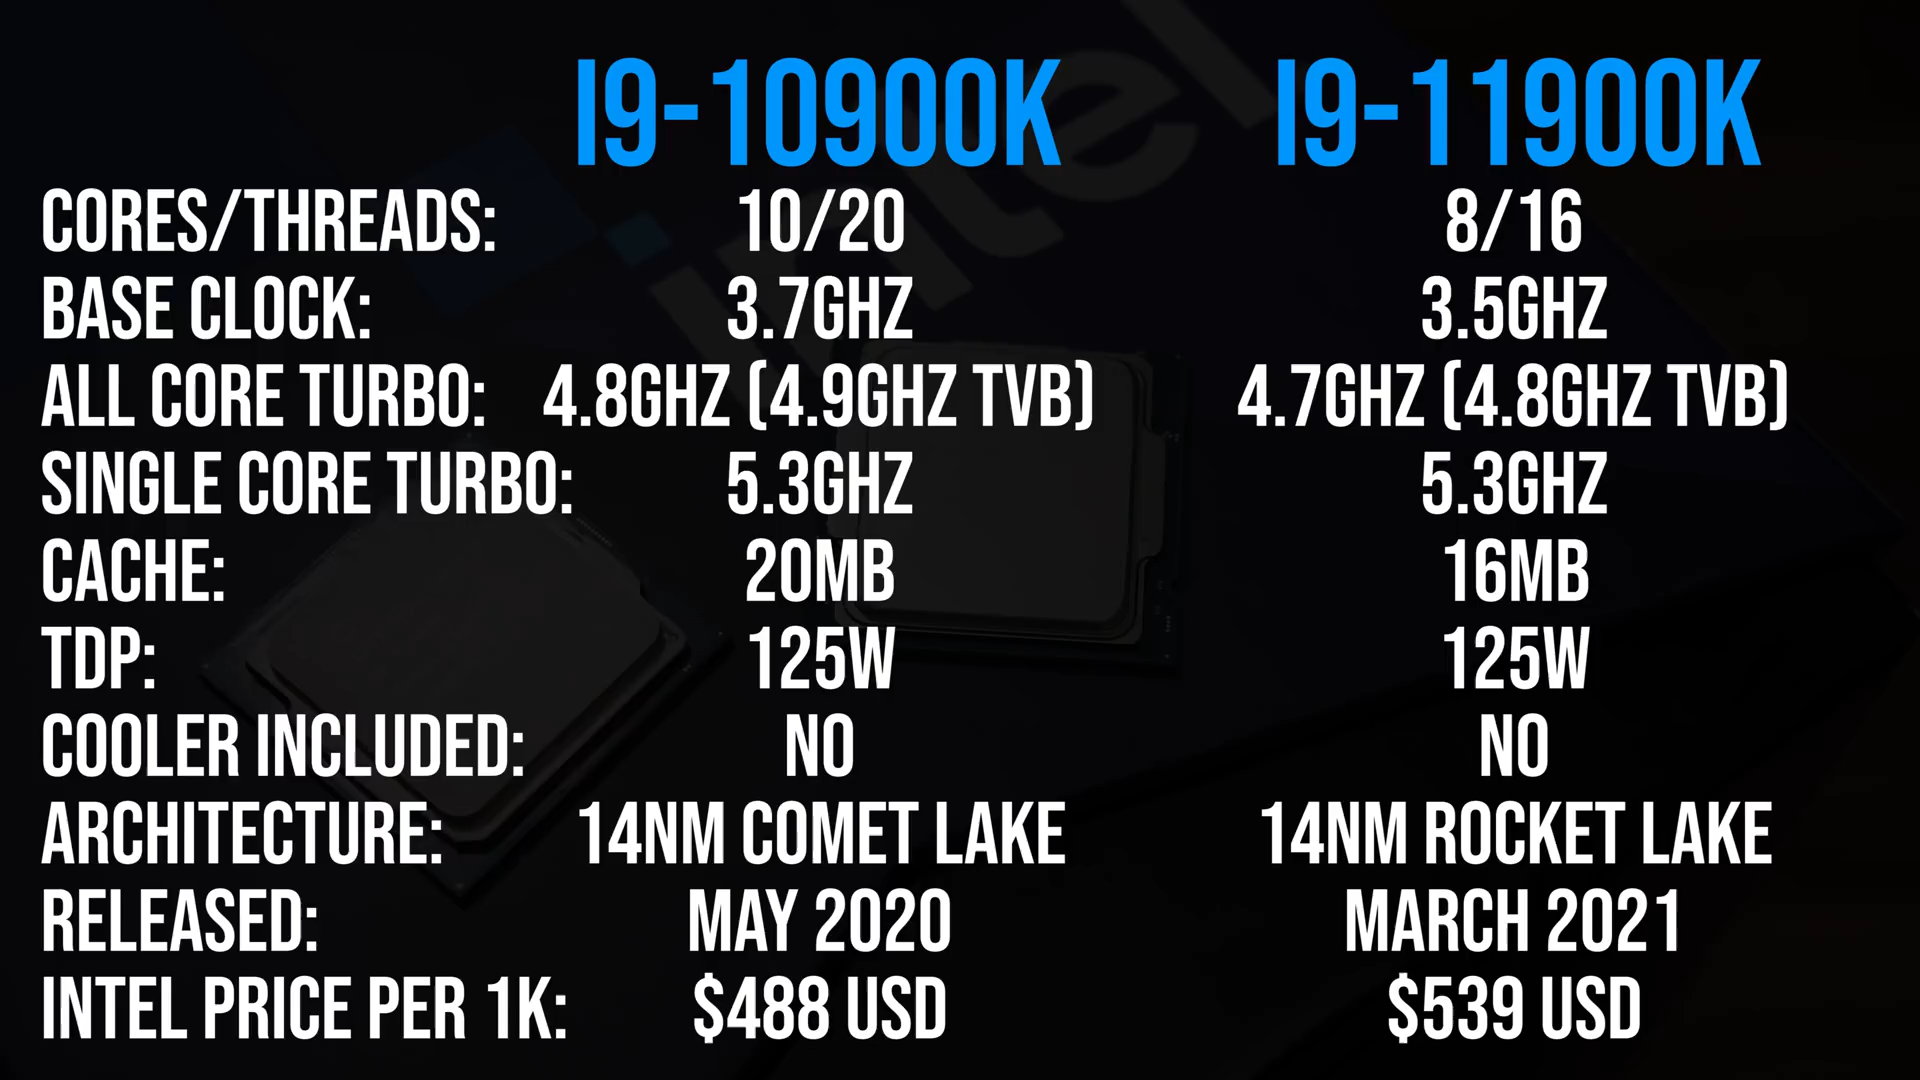 I9-10900K I9-11900K
CORES/THREADS: 10/20 8/16
BASE CLOCK: 3.7GHZ 3.5GHZ
ALL CORE TURBO: 4.8GHZ (4.9GHZ TVB) 4.7GHZ (4.8GHZ TVB)
SINGLE CORE TURBO: 5.3GHZ 5.3GHZ
CACHE: 20MB 16MB
TDP: 125W 125W
COOLER INCLUDED: NO NO
ARCHITECTURE: 14NM COMET LAKE 14NM ROCKET LAKE
RELEASED: MAY 2020 MARCH 2021
INTEL PRICE PER 1K: $488 USD $539 USD
intel